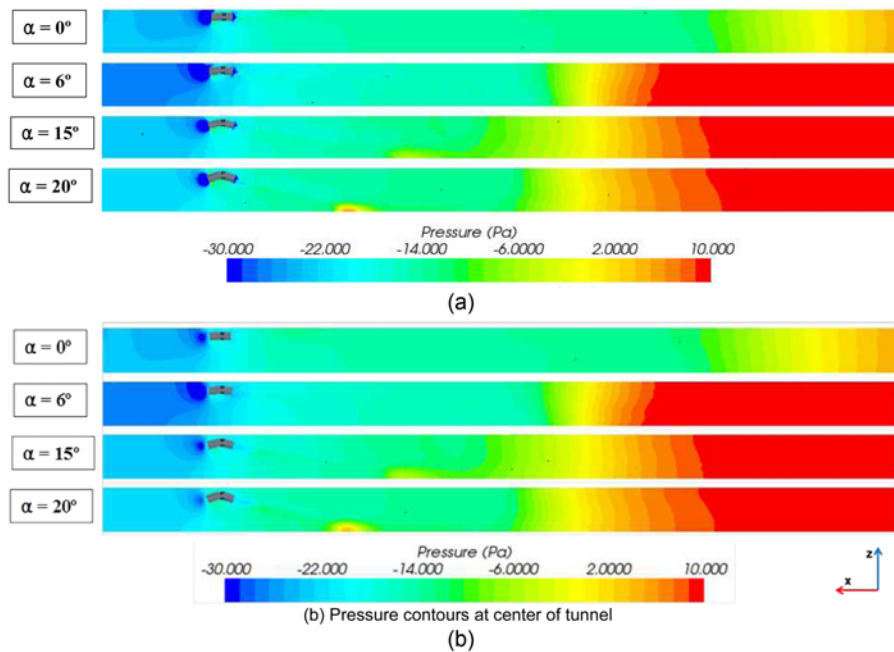 α = 0º
α = 6º
α = 15º
α = 20º
Pressure (Pa)
-30.000 -22.000 -14.000 -6.0000 2.0000 10.000
(a)
α = 0º
α = 6º
α = 15º
α = 20º
Pressure (Pa)
-30.000 -22.000 -14.000 -6.0000 2.0000 10.000
z
x
(b) Pressure contours at center of tunnel
(b)